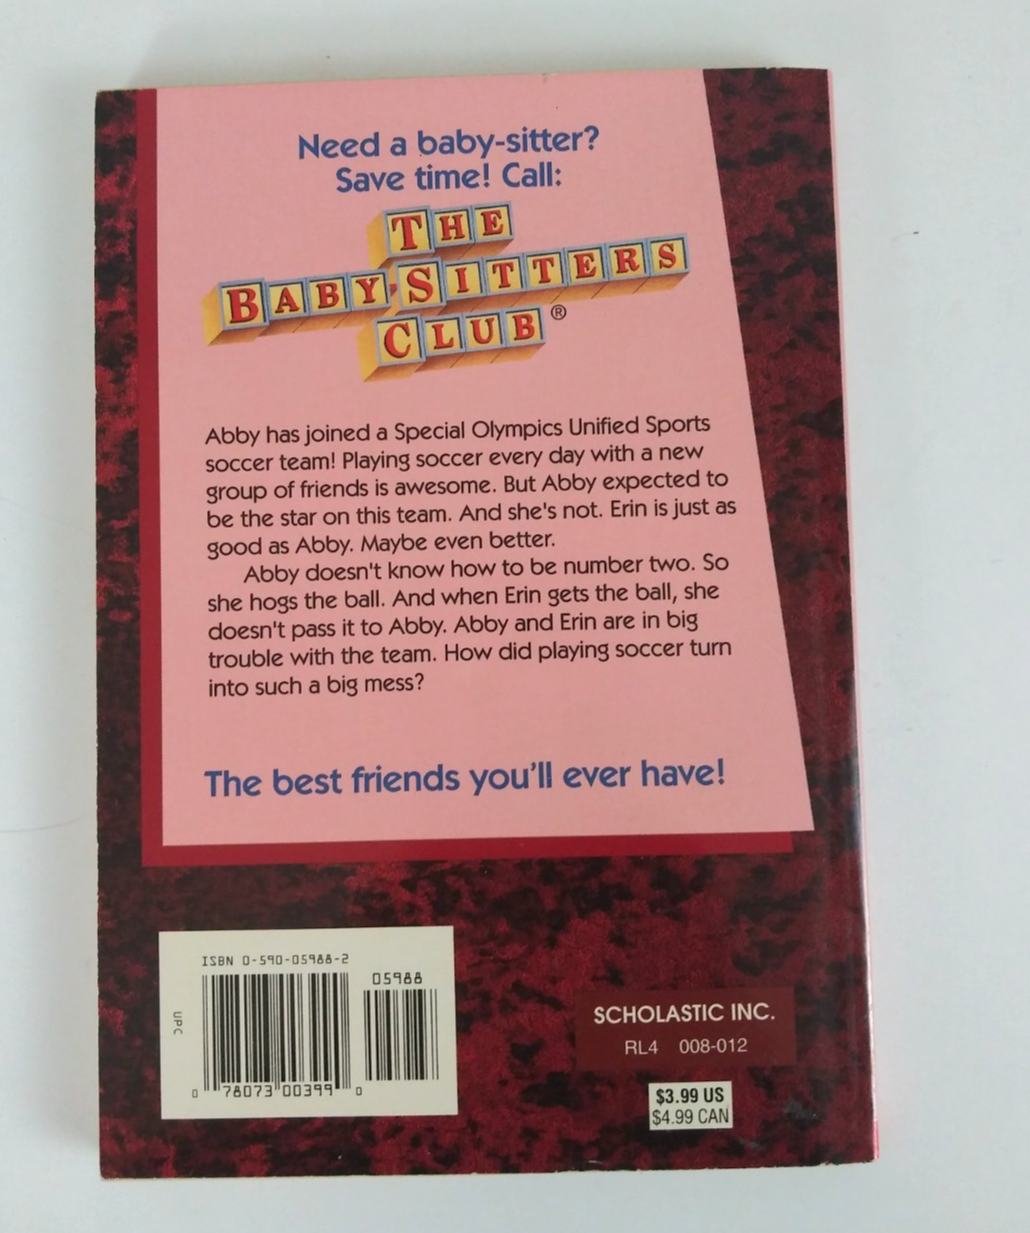 Need a baby-sitter?
Save time! Call:
THE
BABY-SITTERS
CLUB®
Abby has joined a Special Olympics Unified Sports
soccer team! Playing soccer every day with a new
group of friends is awesome. But Abby expected to
be the star on this team. And she's not. Erin is just as
good as Abby. Maybe even better.
Abby doesn't know how to be number two. So
she hogs the ball. And when Erin gets the ball, she
doesn't pass it to Abby. Abby and Erin are in big
trouble with the team. How did playing soccer turn
into such a big mess?
The best friends you'll ever have!
ISBN 0-590-05988-2
05988
UPC
0 78073 00399 0
SCHOLASTIC INC.
RL4 008-012
$3.99 US
$4.99 CAN